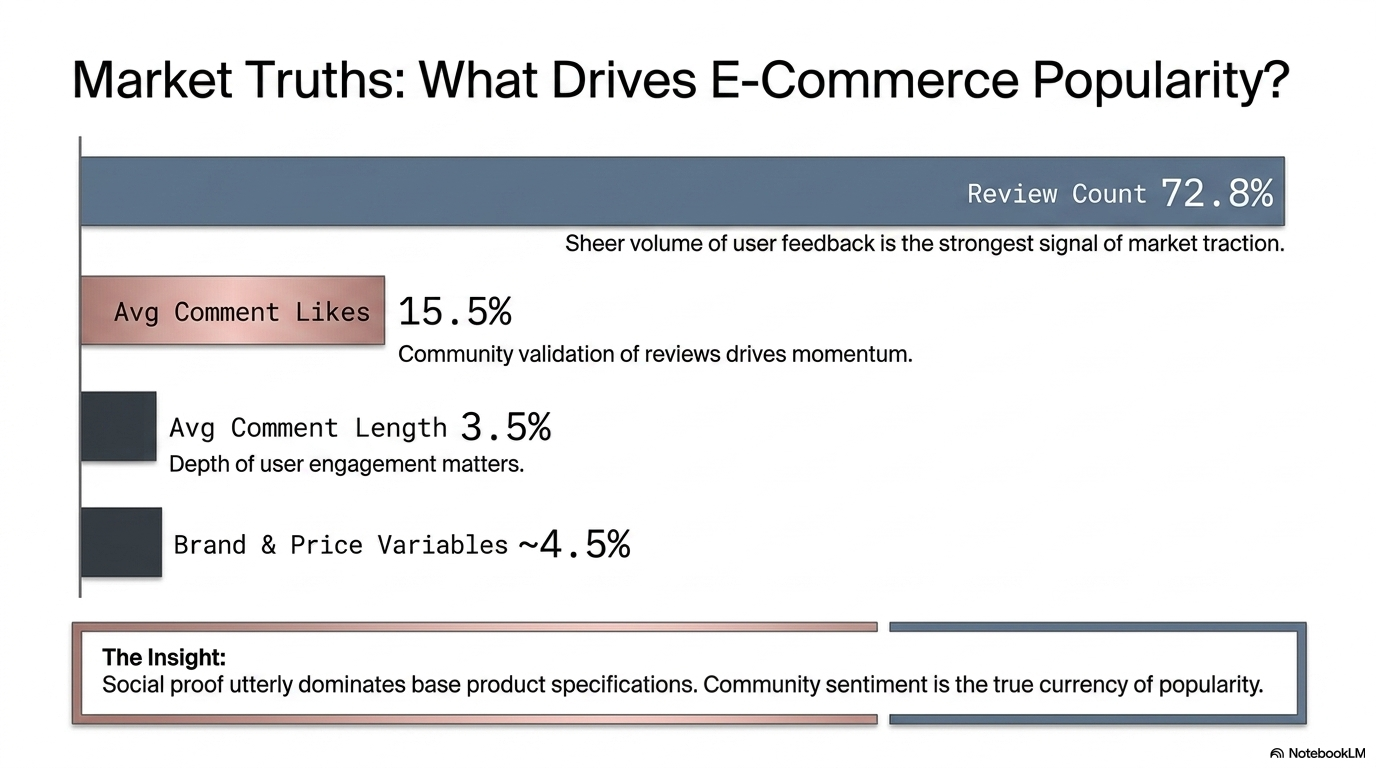 Market Truths: What Drives E-Commerce Popularity?
Review Count 72.8%
Sheer volume of user feedback is the strongest signal of market traction.
Avg Comment Likes 15.5%
Community validation of reviews drives momentum.
Avg Comment Length 3.5%
Depth of user engagement matters.
Brand & Price Variables ~4.5%
The Insight:
Social proof utterly dominates base product specifications. Community sentiment is the true currency of popularity.
NotebookLM